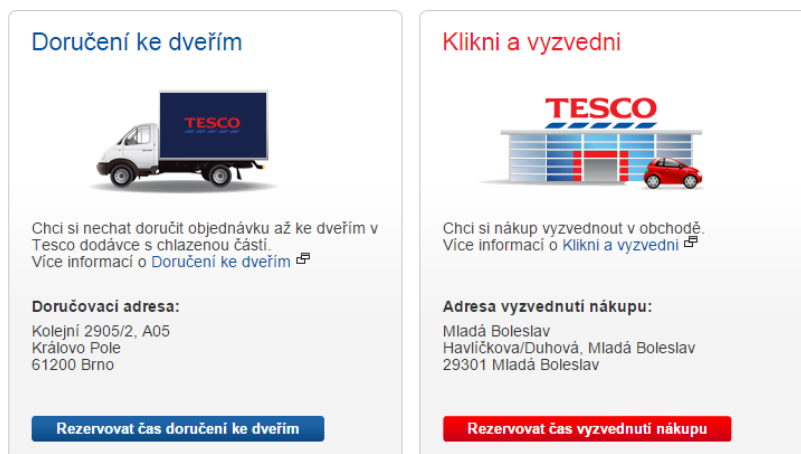 Doručení ke dveřím
TESCO
Chci si nechat doručit objednávku až ke dveřím v
Tesco dodávce s chlazenou částí.
Více informací o Doručení ke dveřím
Doručovací adresa:
Kolejní 2905/2, A05
Královo Pole
61200 Brno
Rezervovat čas doručení ke dveřím
Klikni a vyzvedni
TESCO
Chci si nákup vyzvednout v obchodě.
Více informací o Klikni a vyzvedni
Adresa vyzvednutí nákupu:
Mladá Boleslav
Havlíčkova/Duhová, Mladá Boleslav
29301 Mladá Boleslav
Rezervovat čas vyzvednutí nákupu